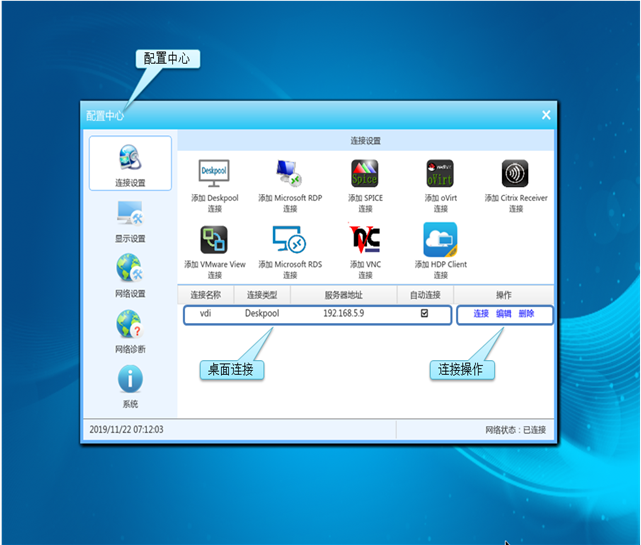 配置中心
配置中心
连接设置
连接设置
显示设置
网络设置
网络诊断
系统
Deskpool
Spice
redhat
oVirt
添加 Deskpool
连接
添加 Microsoft RDP
连接
添加 SPICE
连接
添加 oVirt
连接
添加 Citrix Receiver
连接
VNC
添加 VMware View
连接
添加 Microsoft RDS
连接
添加 VNC
连接
添加 HDP Client
连接
连接名称 连接类型 服务器地址 自动连接 操作
vdi Deskpool 192.168.5.9 连接 编辑 删除
桌面连接
连接操作
2019/11/22 07:12:03
网络状态：已连接